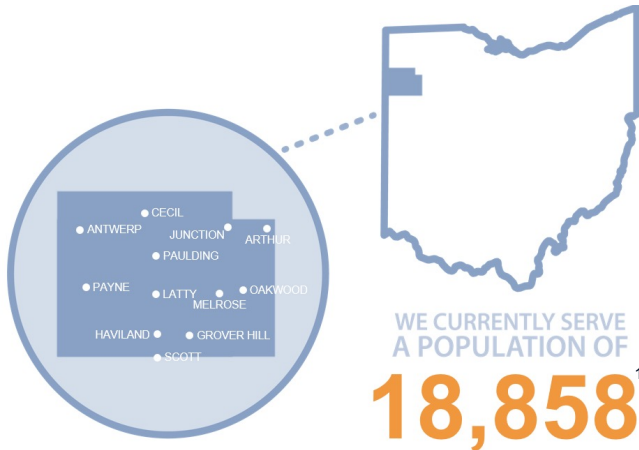 CECIL
ANTWERP
JUNCTION
ARTHUR
PAULDING
PAYNE
LATTY
MELROSE
OAKWOOD
HAVILAND
GROVER HILL
SCOTT
WE CURRENTLY SERVE
A POPULATION OF
18,858¹